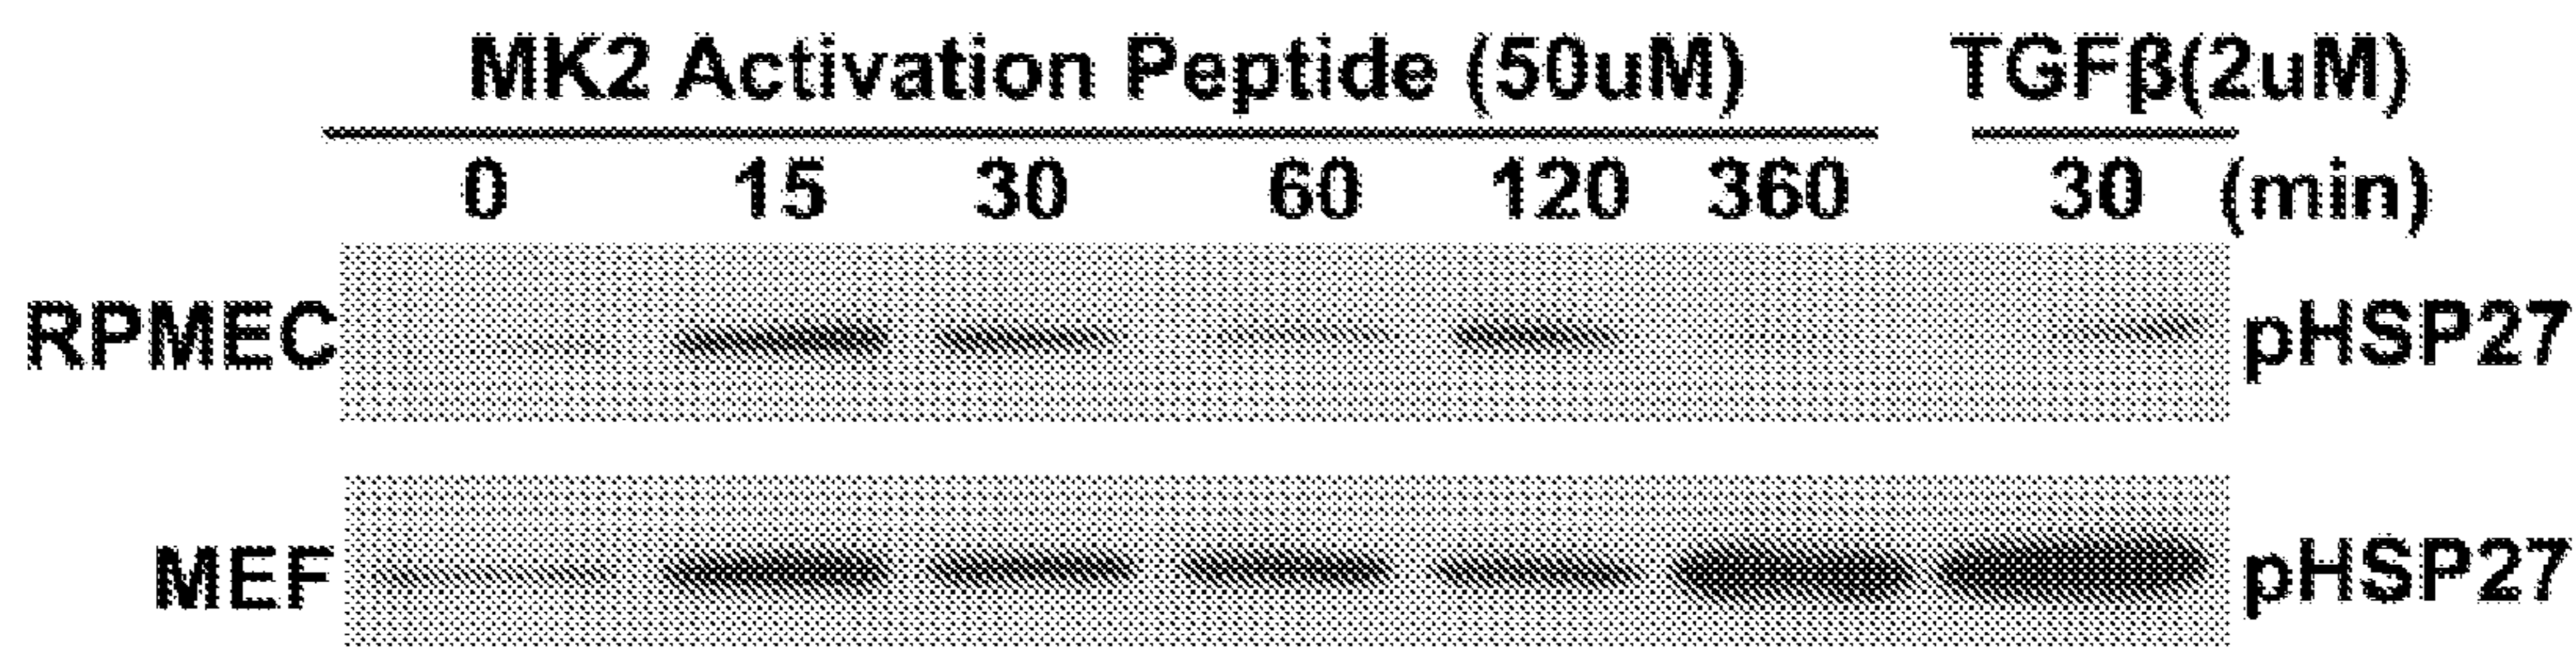 MK2 Activation Peptide (50uM) TGFβ(2uM)
0 15 30 60 120 360 30 (min)
RPMEC pHSP27
MEF pHSP27